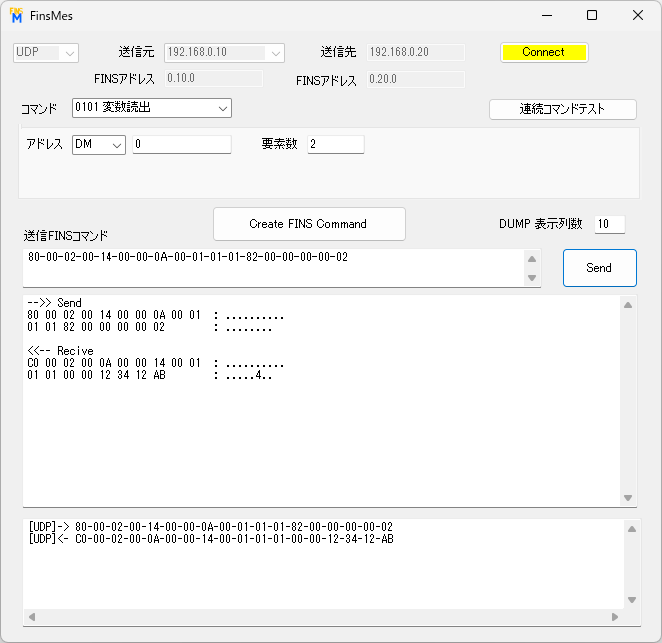 FinsMes
UDP 送信元 192.168.0.10 送信先 192.168.0.20 Connect
FINSアドレス 0.10.0 FINSアドレス 0.20.0
コマンド 0101 変数読出 連続コマンドテスト
アドレス DM 0 要素数 2
Create FINS Command DUMP 表示列数 10
送信FINSコマンド
80-00-02-00-14-00-00-0A-00-01-01-01-82-00-00-00-00-02
Send
-->> Send
80 00 02 00 14 00 00 0A 00 01 : ..........
01 01 82 00 00 00 00 02 : ........
<<-- Recive
C0 00 02 00 0A 00 00 14 00 01 : ..........
01 01 00 00 12 34 12 AB : .....4..
[UDP]-> 80-00-02-00-14-00-00-0A-00-01-01-01-82-00-00-00-00-02
[UDP]<- C0-00-02-00-0A-00-00-14-00-01-01-01-00-00-12-34-12-AB